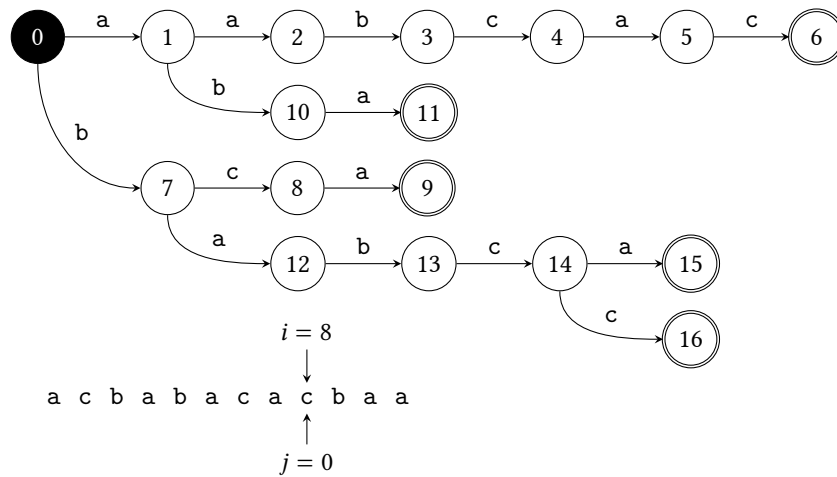 0 a 1 a 2 b 3 c 4 a 5 c 6
b 10 a 11
b
7 c 8 a 9
a 12 b 13 c 14 a 15
c 16
i = 8
a c b a b a c a c b a a
j = 0